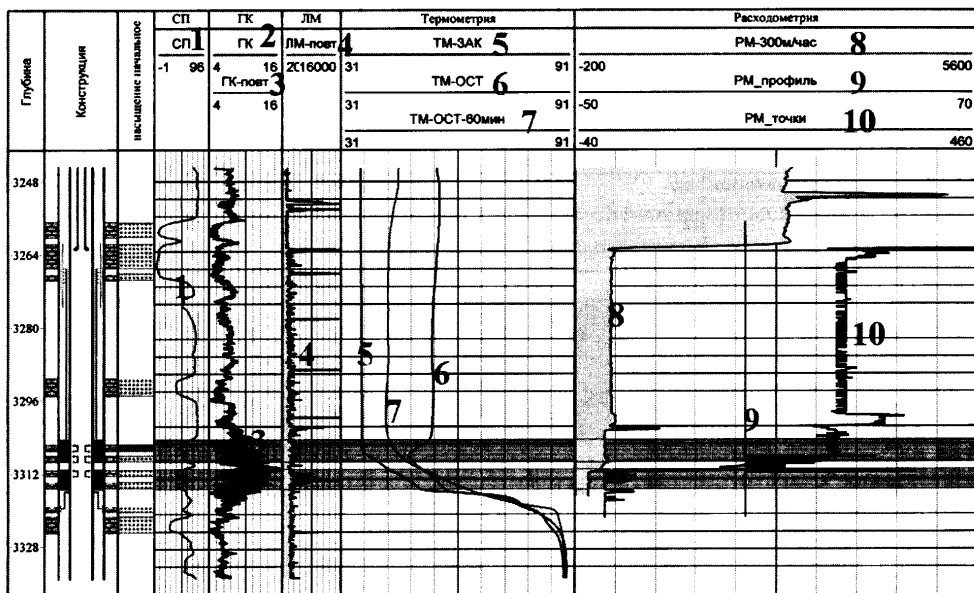 СП ГК ЛМ Термометрия Расходометрия
Глубина
Конструкция
насыщение начальное
СП 1 ГК 2 ЛМ-повт 4 ТМ-ЗАК 5 РМ-300м/час 8
-1 96 4 16 16000 31 91 -200 5600
ГК-повт 3 ТМ-ОСТ 6 РМ_профиль 9
4 16 31 91 -50 70
ТМ-ОСТ-60мин 7 РМ_точки 10
31 91 -40 460
3248
3264
1
3280 8 10
4 5 6
3296 7 9
3
3312
3328